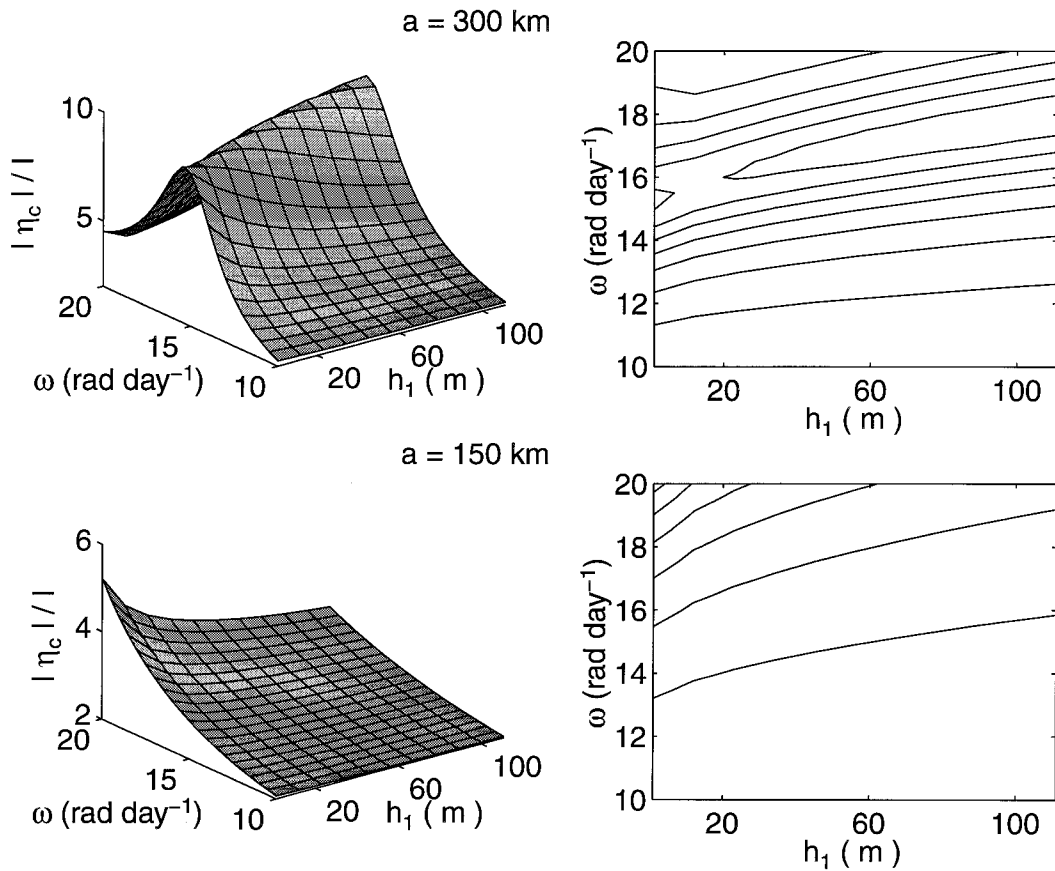 a = 300 km
10
5
| η_c | / I
20
15
10
ω (rad day⁻¹)
20
60
100
h₁ ( m )
20
18
16
14
12
10
ω (rad day⁻¹)
20
60
100
h₁ ( m )
a = 150 km
6
4
2
| η_c | / I
20
15
10
ω (rad day⁻¹)
20
60
100
h₁ ( m )
20
18
16
14
12
10
ω (rad day⁻¹)
20
60
100
h₁ ( m )